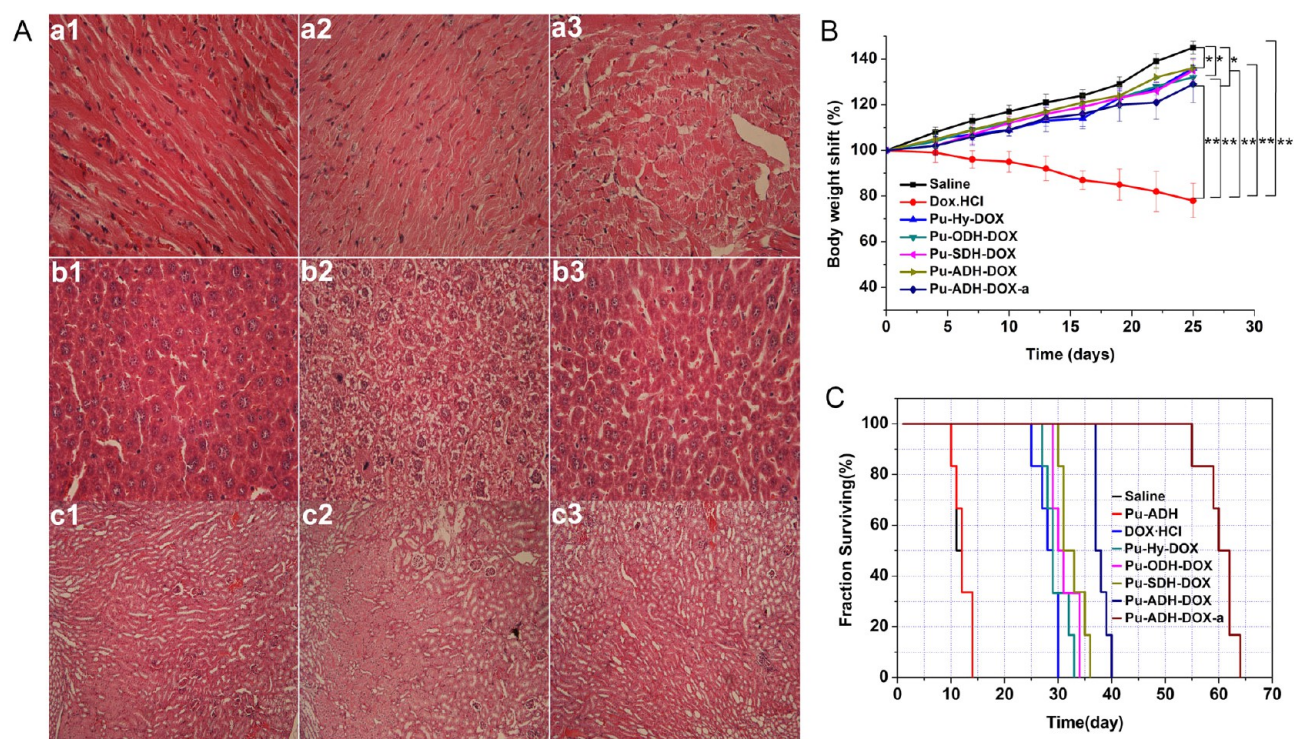 A
a1
a2
a3
b1
b2
b3
c1
c2
c3
B
Body weight shift (%)
140
120
100
80
60
40
**
*
** ** ** ** **
Saline
Dox.HCl
Pu-Hy-DOX
Pu-ODH-DOX
Pu-SDH-DOX
Pu-ADH-DOX
Pu-ADH-DOX-a
0 5 10 15 20 25 30
Time (days)
C
Fraction Surviving(%)
100
80
60
40
20
0
Saline
Pu-ADH
DOX·HCl
Pu-Hy-DOX
Pu-ODH-DOX
Pu-SDH-DOX
Pu-ADH-DOX
Pu-ADH-DOX-a
0 10 20 30 40 50 60 70
Time(day)